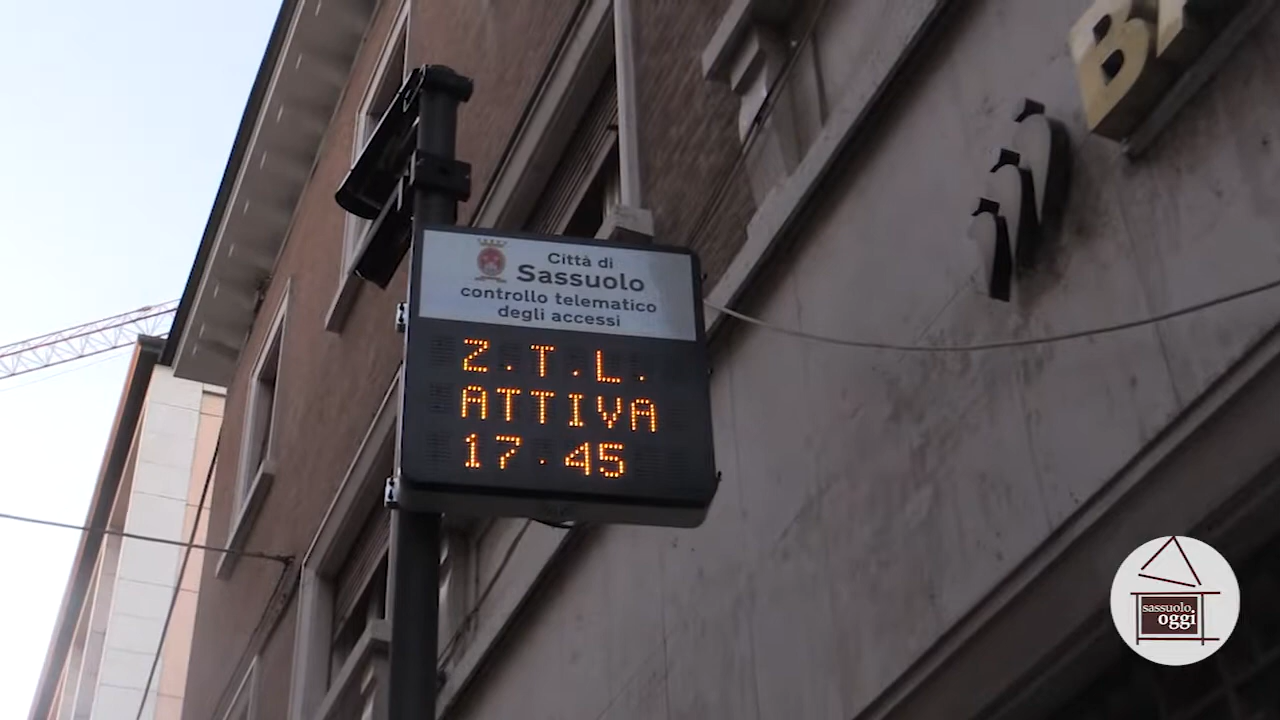 Città di
Sassuolo
controllo telematico
degli accessi
Z.T.L.
ATTIVA
17.45
sassuolo
oggi